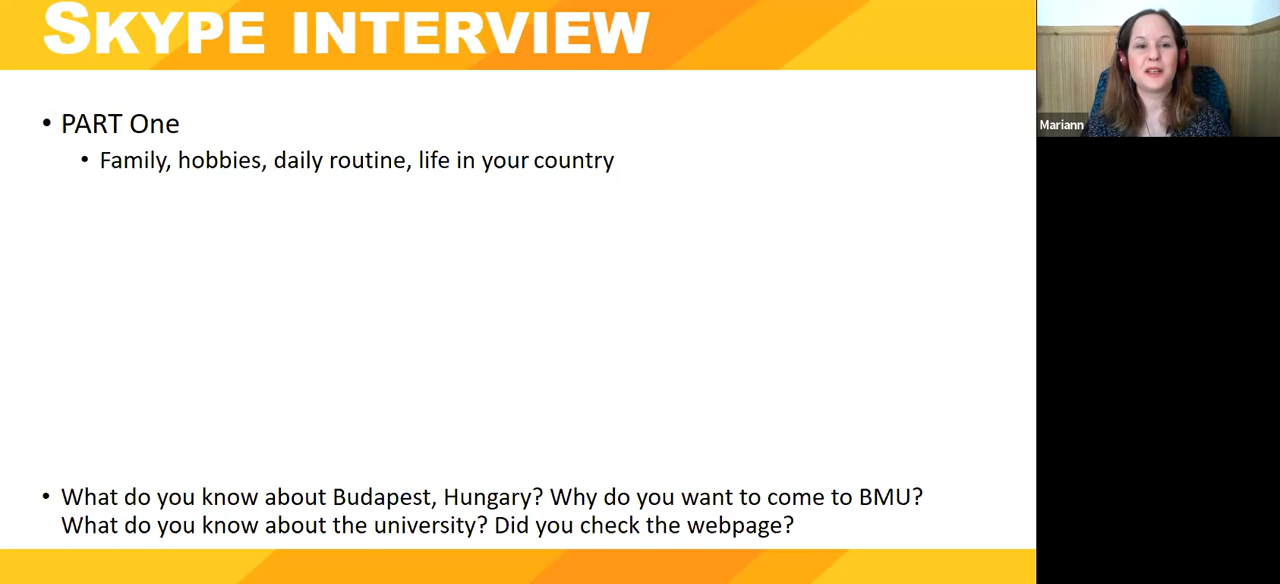 SKYPE INTERVIEW
• PART One
• Family, hobbies, daily routine, life in your country
• What do you know about Budapest, Hungary? Why do you want to come to BMU?
What do you know about the university? Did you check the webpage?
Mariann